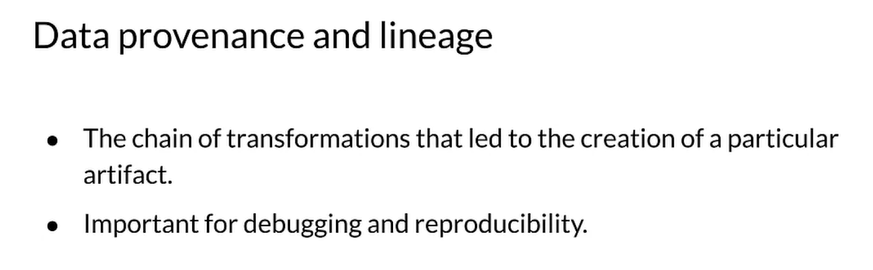 Data provenance and lineage
● The chain of transformations that led to the creation of a particular
artifact.
● Important for debugging and reproducibility.